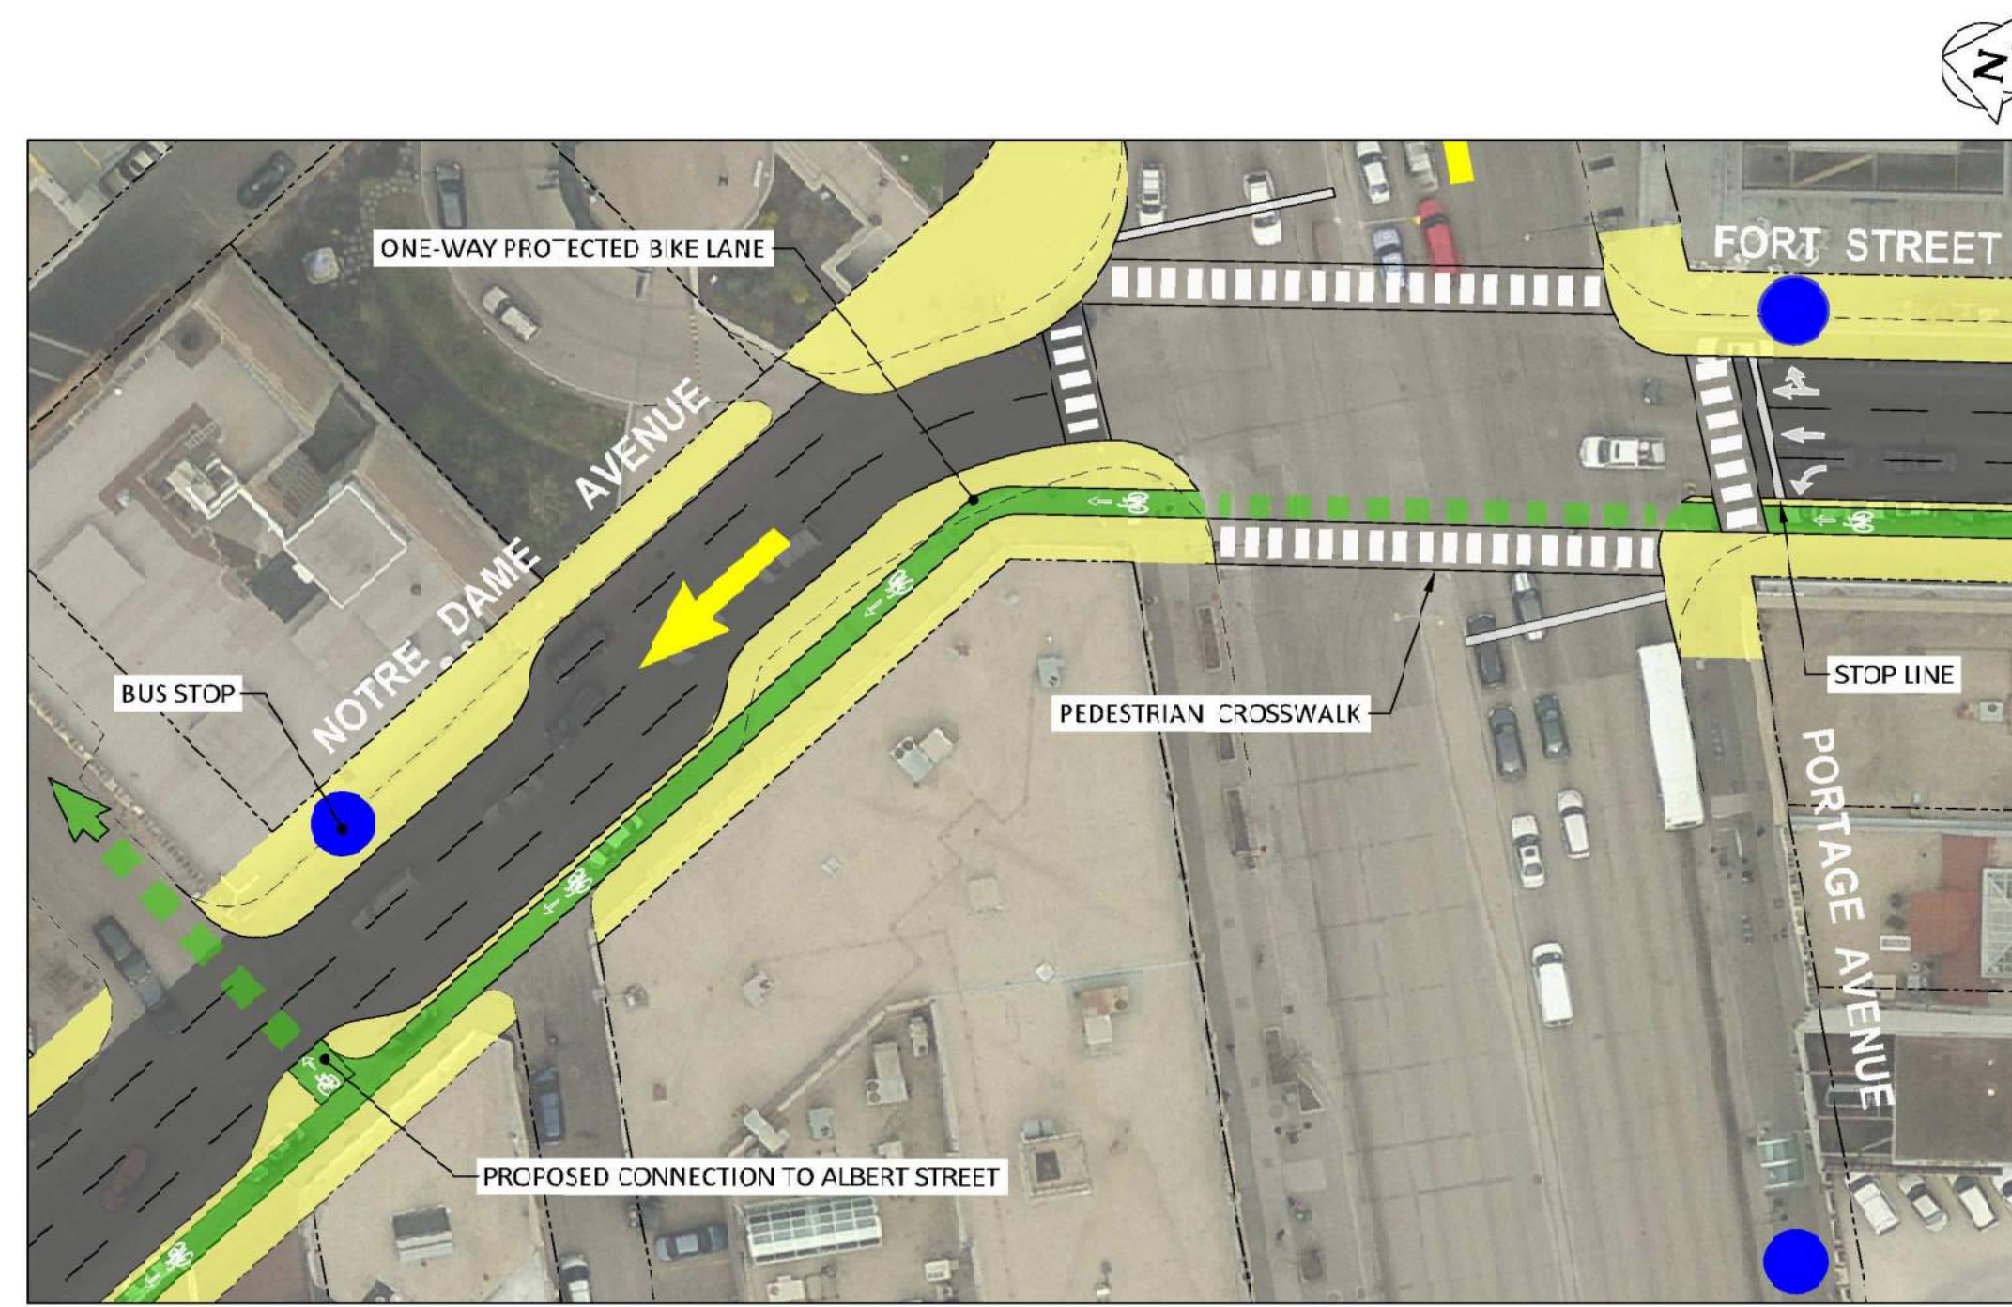 N
ONE-WAY PROTECTED BIKE LANE
FORT STREET
NOTRE DAME AVENUE
BUS STOP
PEDESTRIAN CROSSWALK
STOP LINE
PORTAGE AVENUE
PROPOSED CONNECTION TO ALBERT STREET